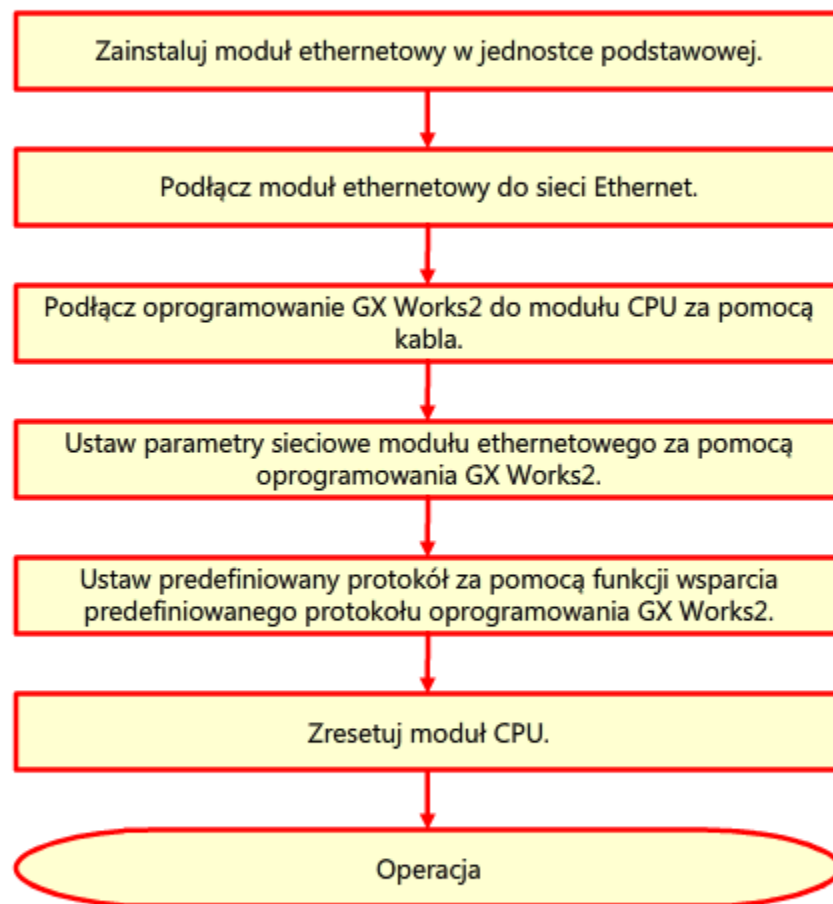 Zainstaluj moduł ethernetowy w jednostce podstawowej.
Podłącz moduł ethernetowy do sieci Ethernet.
Podłącz oprogramowanie GX Works2 do modułu CPU za pomocą
kabla.
Ustaw parametry sieciowe modułu ethernetowego za pomocą
oprogramowania GX Works2.
Ustaw predefiniowany protokół za pomocą funkcji wsparcia
predefiniowanego protokołu oprogramowania GX Works2.
Zresetuj moduł CPU.
Operacja